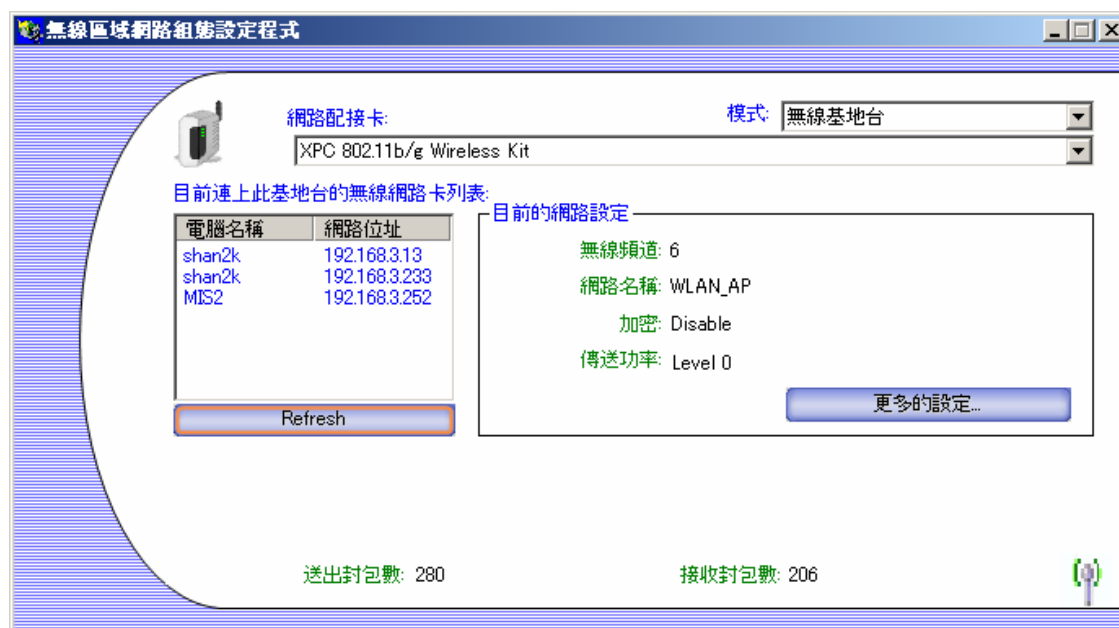 無線區域網路組態設定程式
網路配接卡:
模式: 無線基地台
XPC 802.11b/g Wireless Kit
目前連上此基地台的無線網路卡列表:
電腦名稱 網路位址
shan2k 192.168.3.13
shan2k 192.168.3.233
MIS2 192.168.3.252
Refresh
目前的網路設定
無線頻道: 6
網路名稱: WLAN_AP
加密: Disable
傳送功率: Level 0
更多的設定...
送出封包數: 280
接收封包數: 206